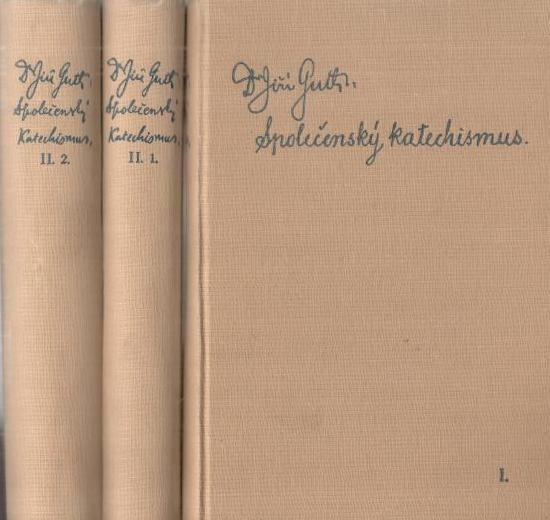 Dr Jiří Guth.
Společenský
Katechismus.
II. 2.
Dr Jiří Guth.
Společenský
Katechismus.
II. 1.
Dr Jiří Guth.
Společenský katechismus.
I.